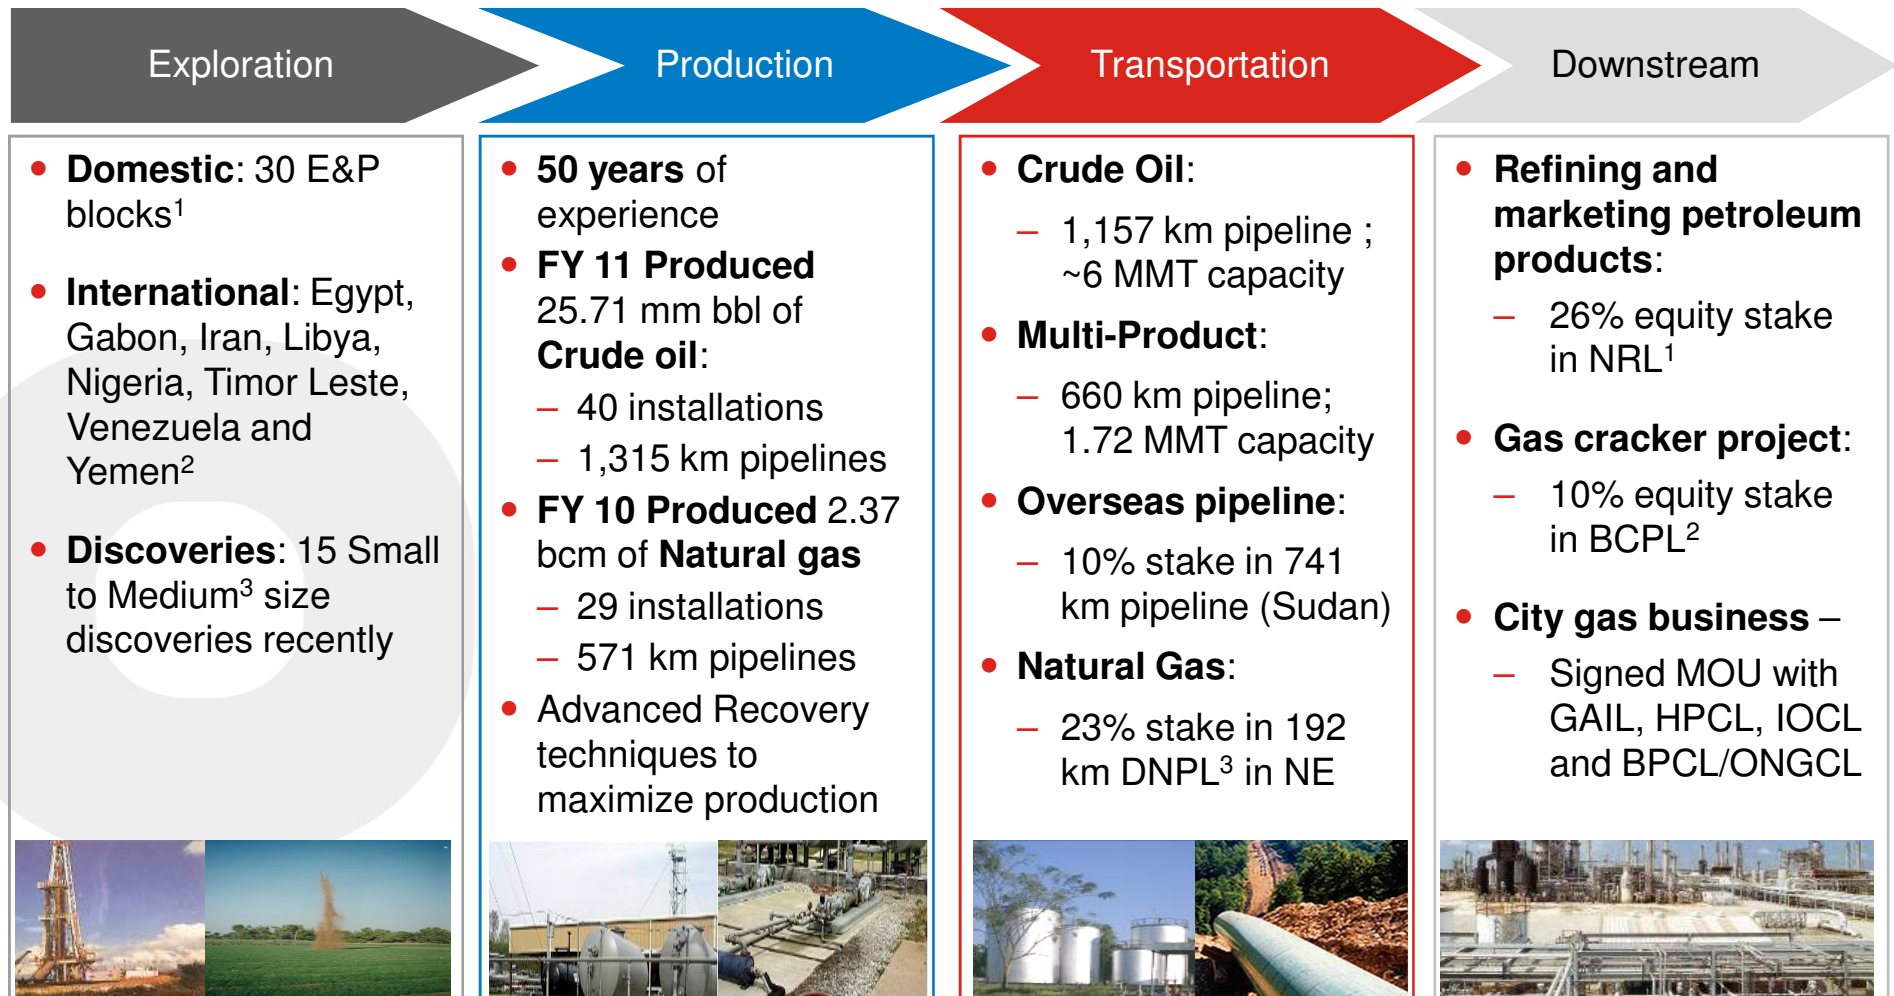 Exploration
Production
Transportation
Downstream
• Domestic: 30 E&P
blocks¹
• International: Egypt,
Gabon, Iran, Libya,
Nigeria, Timor Leste,
Venezuela and
Yemen²
• Discoveries: 15 Small
to Medium³ size
discoveries recently
• 50 years of
experience
• FY 11 Produced
25.71 mm bbl of
Crude oil:
– 40 installations
– 1,315 km pipelines
• FY 10 Produced 2.37
bcm of Natural gas
– 29 installations
– 571 km pipelines
• Advanced Recovery
techniques to
maximize production
• Crude Oil:
– 1,157 km pipeline ;
~6 MMT capacity
• Multi-Product:
– 660 km pipeline;
1.72 MMT capacity
• Overseas pipeline:
– 10% stake in 741
km pipeline (Sudan)
• Natural Gas:
– 23% stake in 192
km DNPL³ in NE
• Refining and
marketing petroleum
products:
– 26% equity stake
in NRL¹
• Gas cracker project:
– 10% equity stake
in BCPL²
• City gas business –
– Signed MOU with
GAIL, HPCL, IOCL
and BPCL/ONGCL